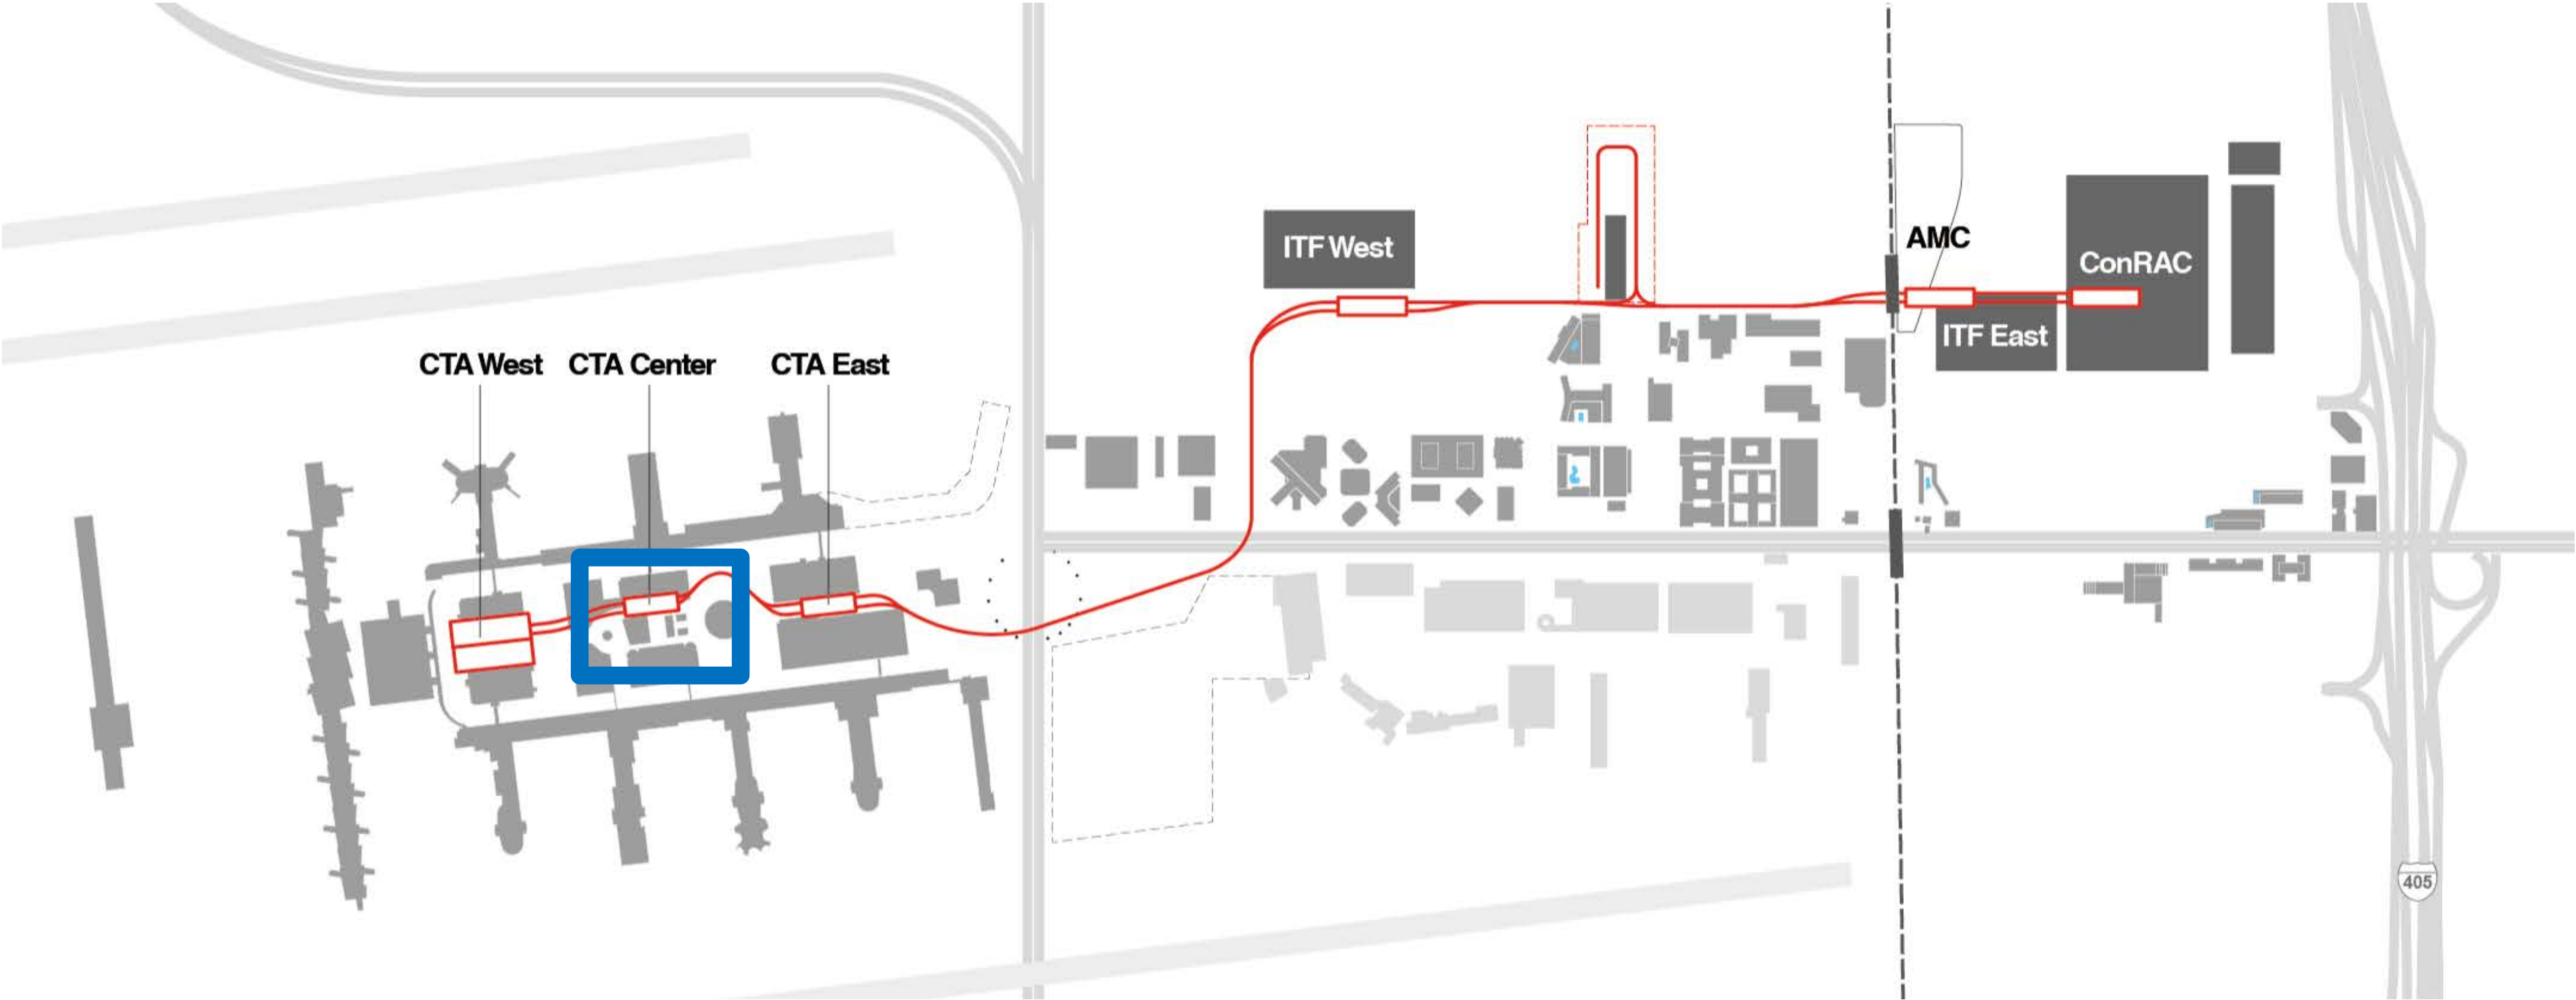 ITF West
AMC
ConRAC
ITF East
CTA West
CTA Center
CTA East
405